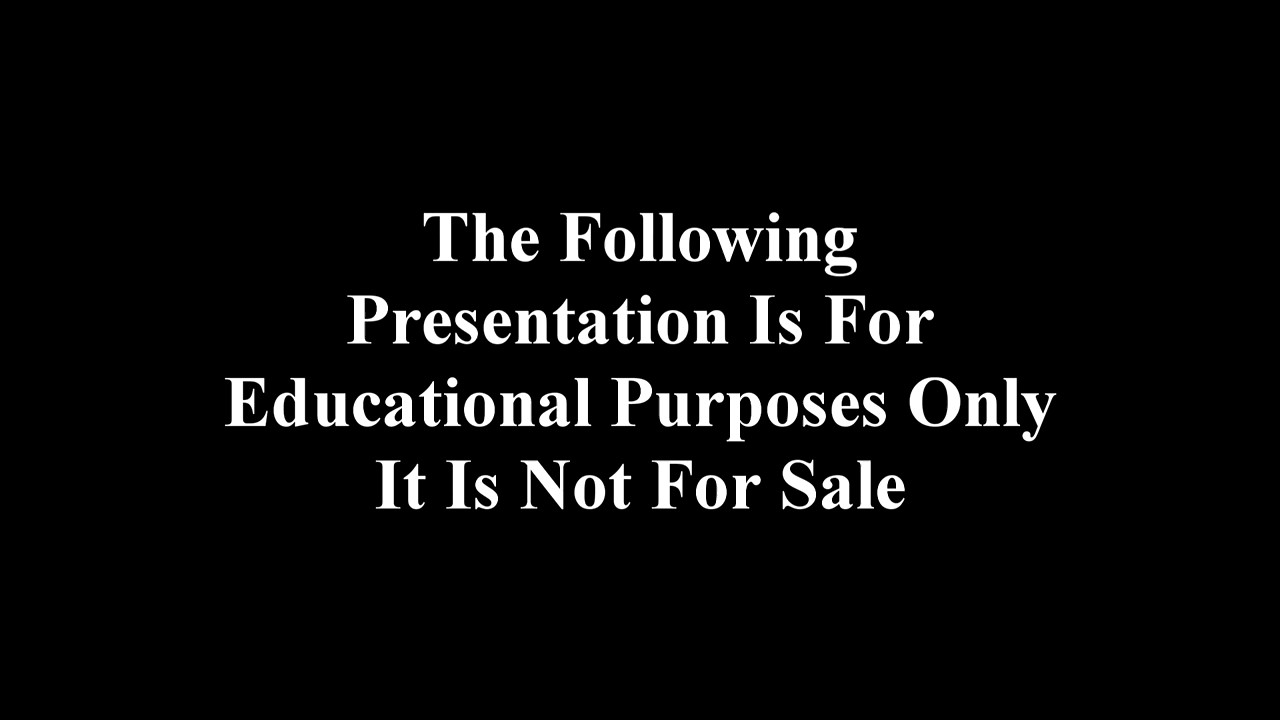 The Following
Presentation Is For
Educational Purposes Only
It Is Not For Sale